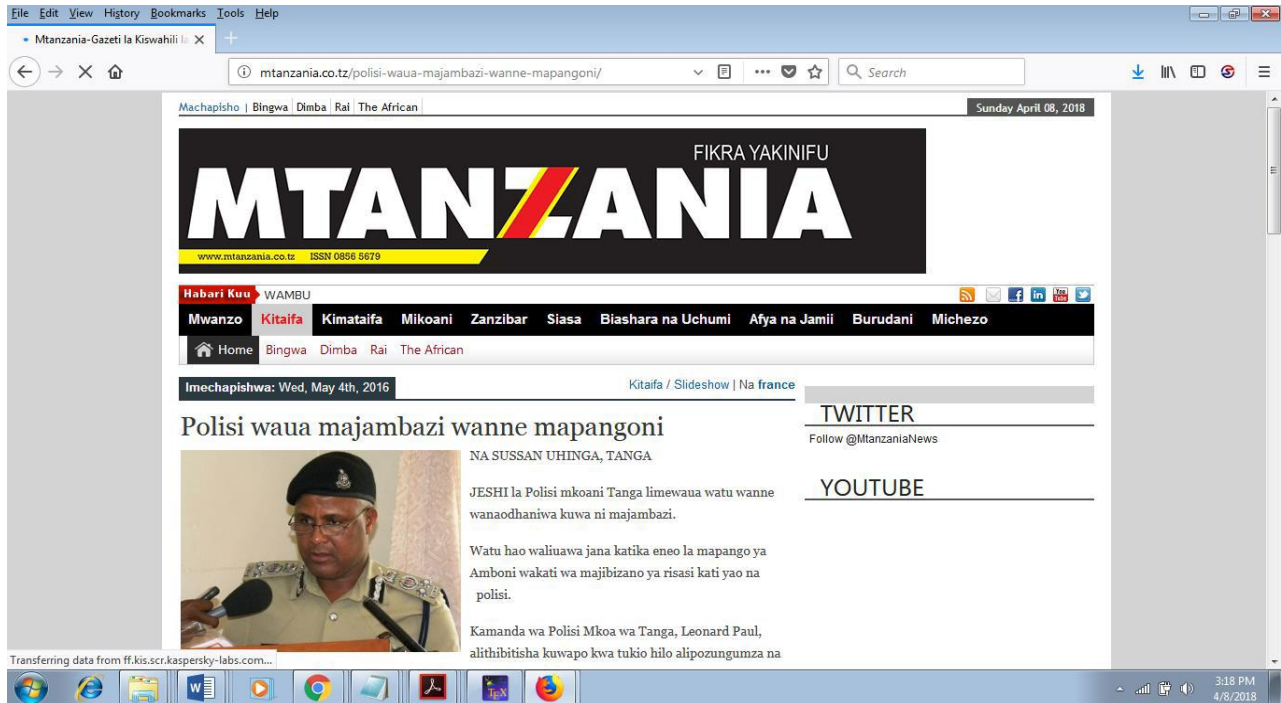 File Edit View History Bookmarks Tools Help
Mtanzania-Gazeti la Kiswahili
mtanzania.co.tz/polisi-waua-majambazi-wanne-mapangoni/
Search
Machapisho | Bingwa Dimba Rai The African
Sunday April 08, 2018
FIKRA YAKINIFU
MTANZANIA
www.mtanzania.co.tz ISSN 0856 5679
Habari Kuu WAMBU
Mwanzo Kitaifa Kimataifa Mikoani Zanzibar Siasa Biashara na Uchumi Afya na Jamii Burudani Michezo
Home Bingwa Dimba Rai The African
Imechapishwa: Wed, May 4th, 2016
Kitaifa / Slideshow | Na france
Polisi waua majambazi wanne mapangoni
NA SUSSAN UHINGA, TANGA
JESHI la Polisi mkoani Tanga limewaua watu wanne
wanaodhaniwa kuwa ni majambazi.
Watu hao waliuawa jana katika eneo la mapango ya
Amboni wakati wa majibizano ya risasi kati yao na
polisi.
Kamanda wa Polisi Mkoa wa Tanga, Leonard Paul,
alithibitisha kuwapo kwa tukio hilo alipozungumza na
TWITTER
Follow @MtanzaniaNews
YOUTUBE
Transferring data from ff.kis.scr.kaspersky-labs.com...
3:18 PM
4/8/2018